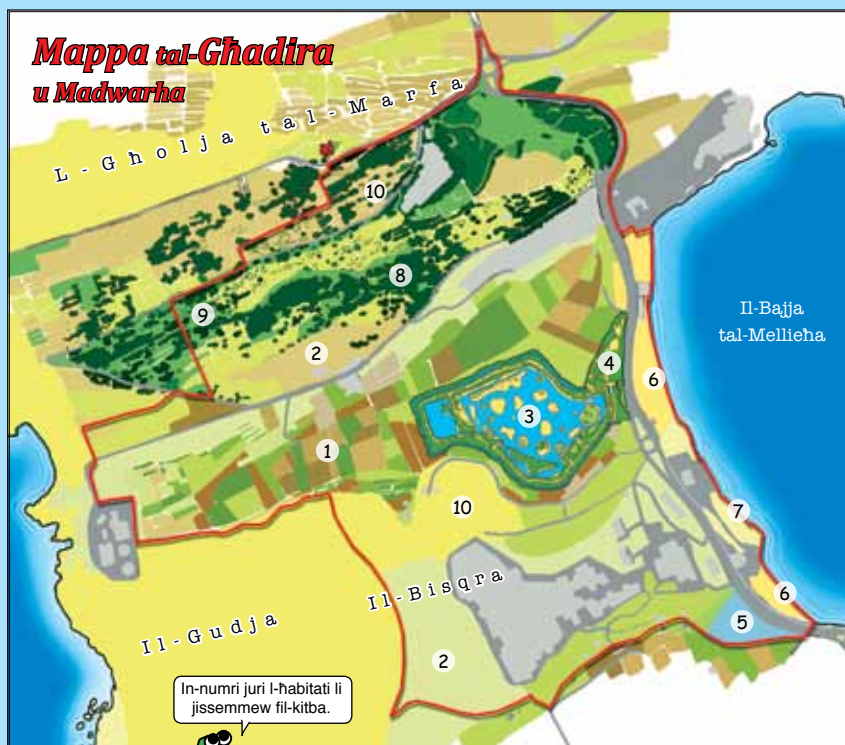 Mappa tal-Għadira
u Madwarha
L-Għolja tal-Marfa
10
8
9
Il-Bajja
tal-Mellieħa
2
4
6
3
1
10
7
Il-Bisqra
6
Il-Gudja
5
2
In-numri juri l-ħabitati li
jissemmew fil-kitba.